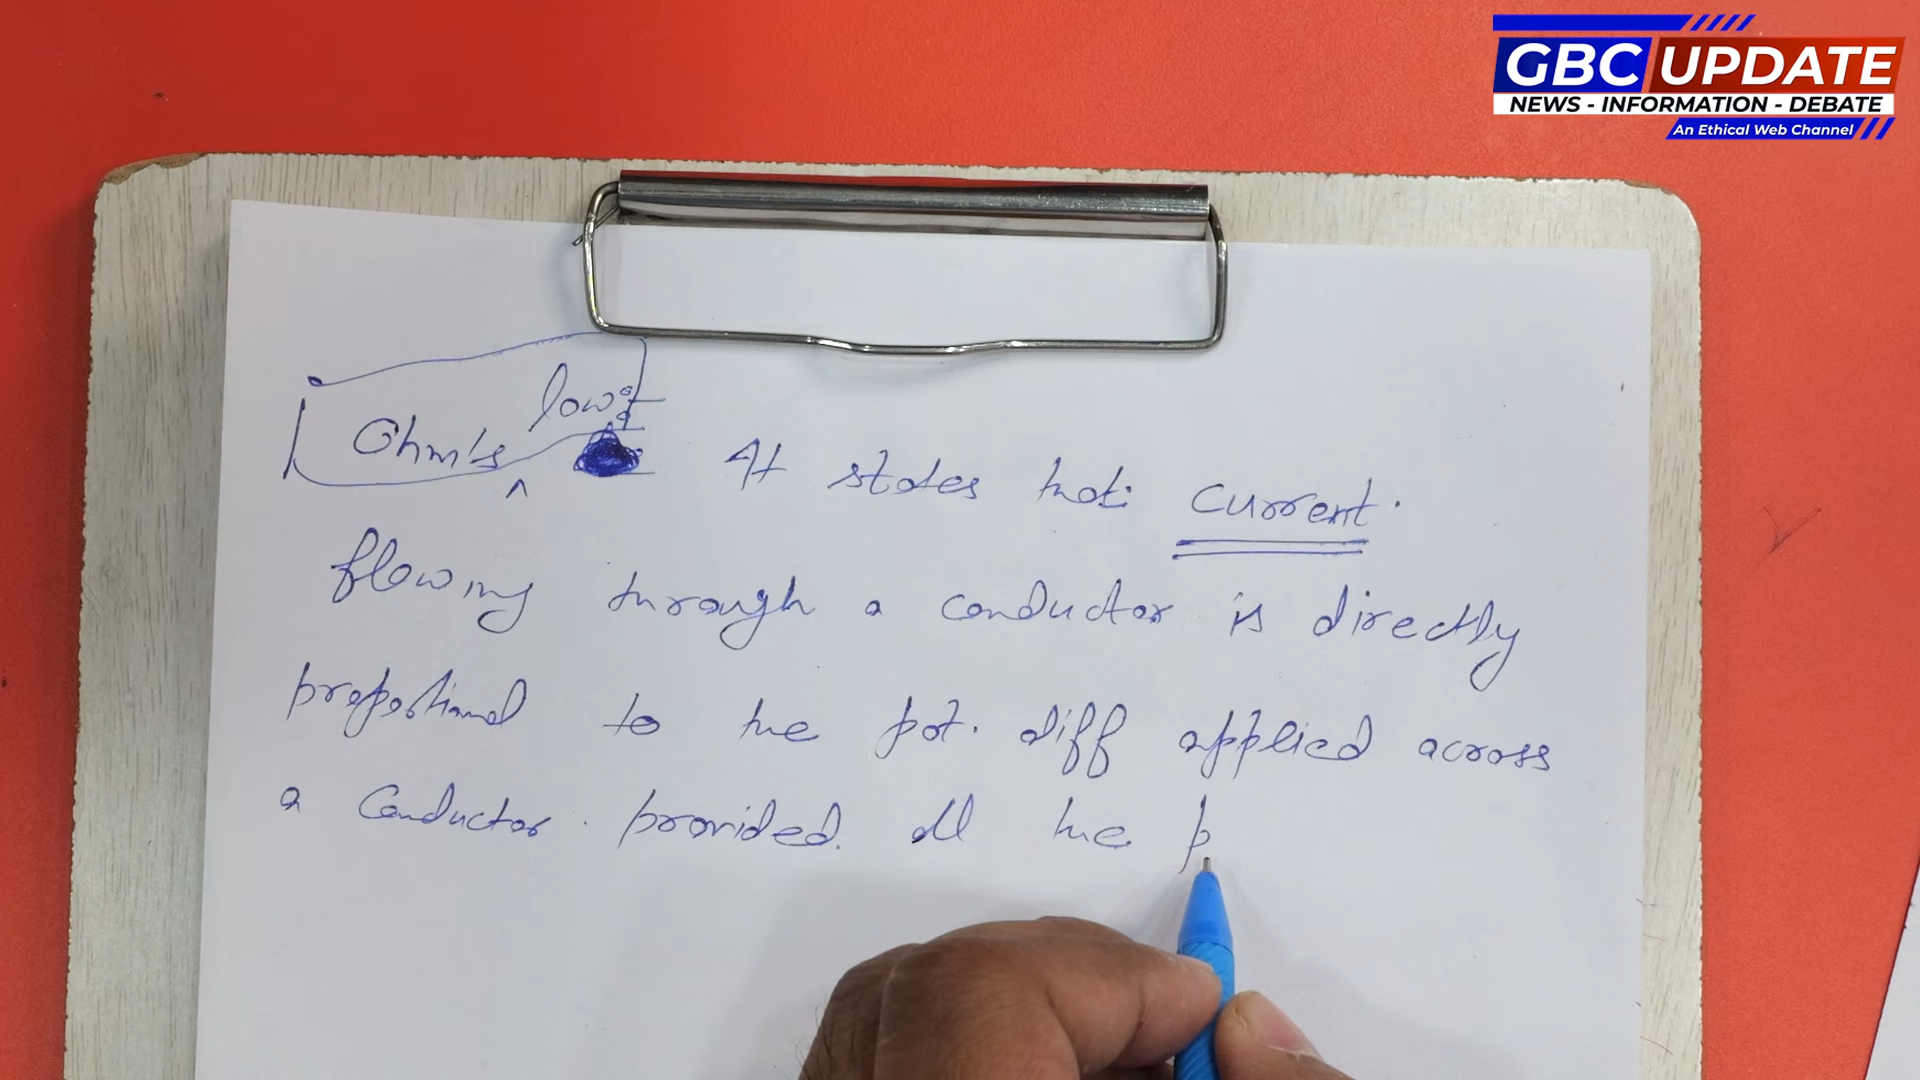 GBC UPDATE
NEWS - INFORMATION - DEBATE
An Ethical Web Channel
Ohm's law: It states that current
flowing through a conductor is directly
proportional to the pot. diff applied across
a conductor provided all the p